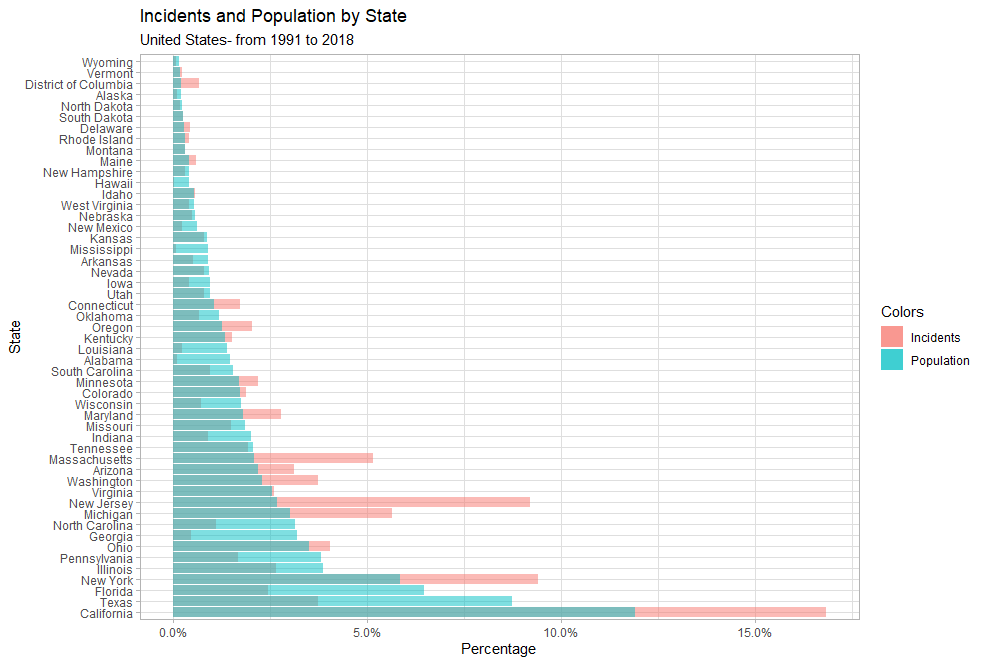 Incidents and Population by State
United States- from 1991 to 2018
State
Wyoming
Vermont
District of Columbia
Alaska
North Dakota
South Dakota
Delaware
Rhode Island
Montana
Maine
New Hampshire
Hawaii
Idaho
West Virginia
Nebraska
New Mexico
Kansas
Mississippi
Arkansas
Nevada
Iowa
Utah
Connecticut
Oklahoma
Oregon
Kentucky
Louisiana
Alabama
South Carolina
Minnesota
Colorado
Wisconsin
Maryland
Missouri
Indiana
Tennessee
Massachusetts
Arizona
Washington
Virginia
New Jersey
Michigan
North Carolina
Georgia
Ohio
Pennsylvania
Illinois
New York
Florida
Texas
California
0.0% 5.0% 10.0% 15.0%
Percentage
Colors
Incidents
Population